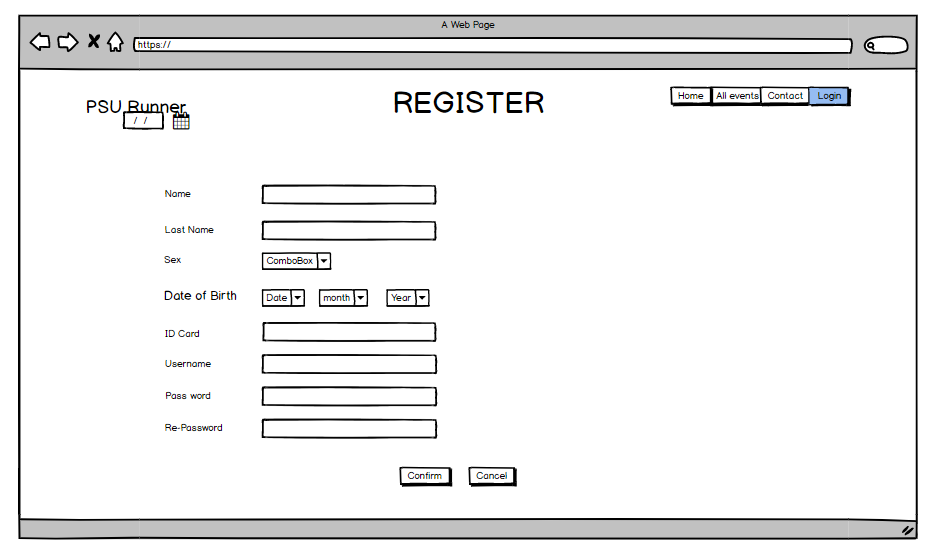 A Web Page
https://
REGISTER
Home All events Contact Login
PSU Runner
/ /
Name
Last Name
Sex ComboBox
Date of Birth Date month Year
ID Card
Username
Pass word
Re-Password
Confirm Cancel